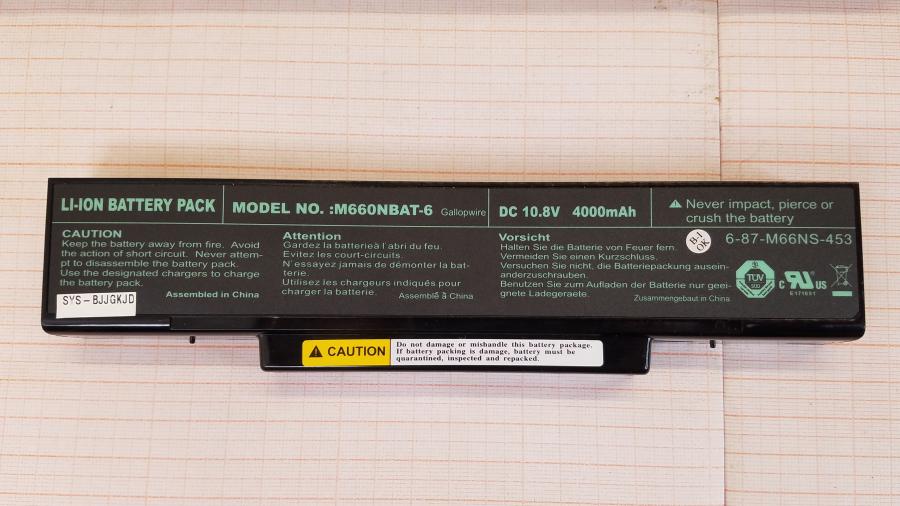 LI-ION BATTERY PACK
MODEL NO. :M660NBAT-6 Gallopwire
DC 10.8V 4000mAh
Never impact, pierce or
crush the battery
CAUTION
Keep the battery away from fire. Avoid
the action of short circuit. Never attem-
pt to disassemble the battery pack.
Use the designated chargers to charge
the battery pack.
Assembled in China
SYS-BJJGKJD
Attention
Gardez la batterieà l'abri du feu.
Evitez les court-circuits.
N'essayez jamais de démonter la bat-
terie.
Utilisez les chargeurs indiqués pour
charger la batterie.
Assemblé à China
Vorsicht
Halten Sie die Batterie von Feuer fern.
Vermeiden Sie einen Kurzschluss.
Versuchen Sie nicht, die Batteriepackung ausein-
anderzuschrauben.
Benutzen Sie zum Aufladen der Batterie nur geei-
gnete Ladegeraete.
Zusammengebaut in China
B-1
OK
6-87-M66NS-453
TÜV
SÜD
C RU US
E171661
CAUTION
Do not damage or mishandle this battery package.
If battery packing is damage, battery must be
quarantined, inspected and repacked.